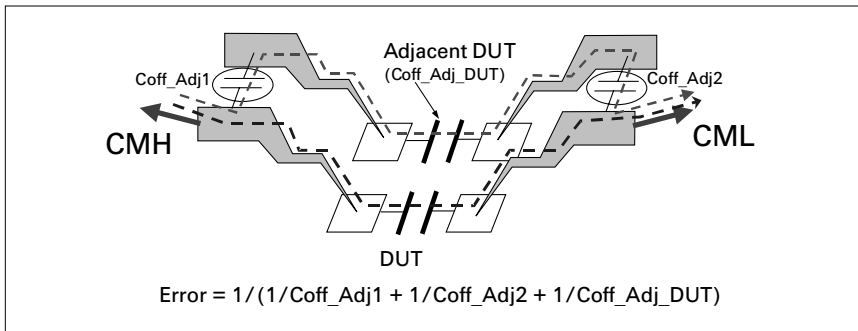 Adjacent DUT
(Coff_Adj_DUT)
Coff_Adj1
Coff_Adj2
CMH
CML
DUT
Error = 1/(1/Coff_Adj1 + 1/Coff_Adj2 + 1/Coff_Adj_DUT)